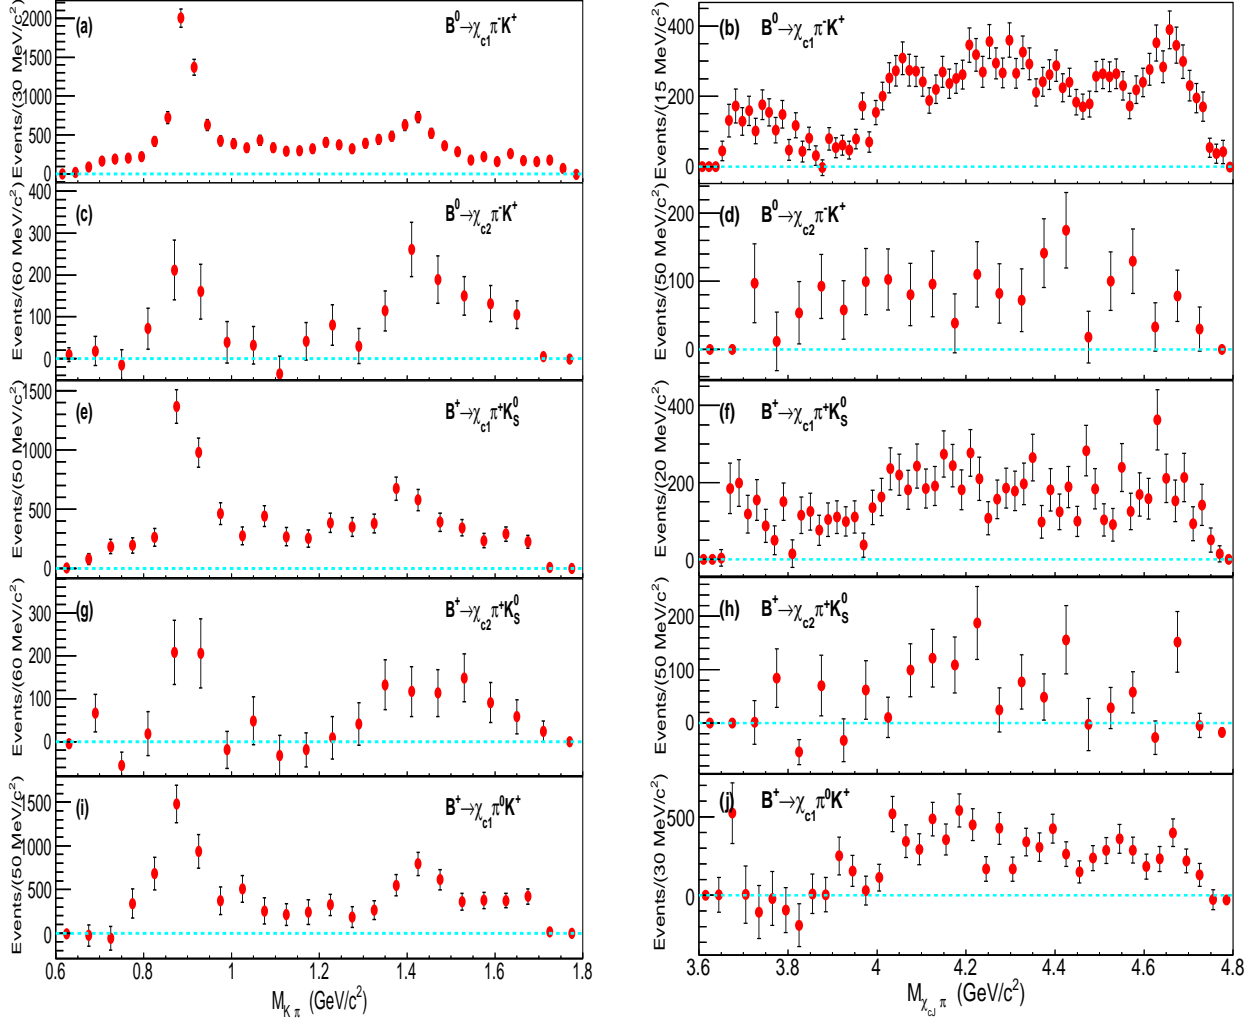 (a) B⁰→χc1π⁻K⁺
Events/(30 MeV/c²)
2000
1500
1000
500
0
(b) B⁰→χc1π⁻K⁺
Events/(15 MeV/c²)
400
200
0
(c) B⁰→χc2π⁻K⁺
Events/(60 MeV/c²)
400
300
200
100
0
(d) B⁰→χc2π⁻K⁺
Events/(50 MeV/c²)
200
100
0
(e) B⁺→χc1π⁺K⁰S
Events/(50 MeV/c²)
1500
1000
500
0
(f) B⁺→χc1π⁺K⁰S
Events/(20 MeV/c²)
400
200
0
(g) B⁺→χc2π⁺K⁰S
Events/(60 MeV/c²)
300
200
100
0
(h) B⁺→χc2π⁺K⁰S
Events/(50 MeV/c²)
200
100
0
(i) B⁺→χc1π⁰K⁺
Events/(50 MeV/c²)
1500
1000
500
0
(j) B⁺→χc1π⁰K⁺
Events/(30 MeV/c²)
500
0
0.6 0.8 1 1.2 1.4 1.6 1.8
M_Kπ (GeV/c²)
3.6 3.8 4 4.2 4.4 4.6 4.8
M_χcJπ (GeV/c²)